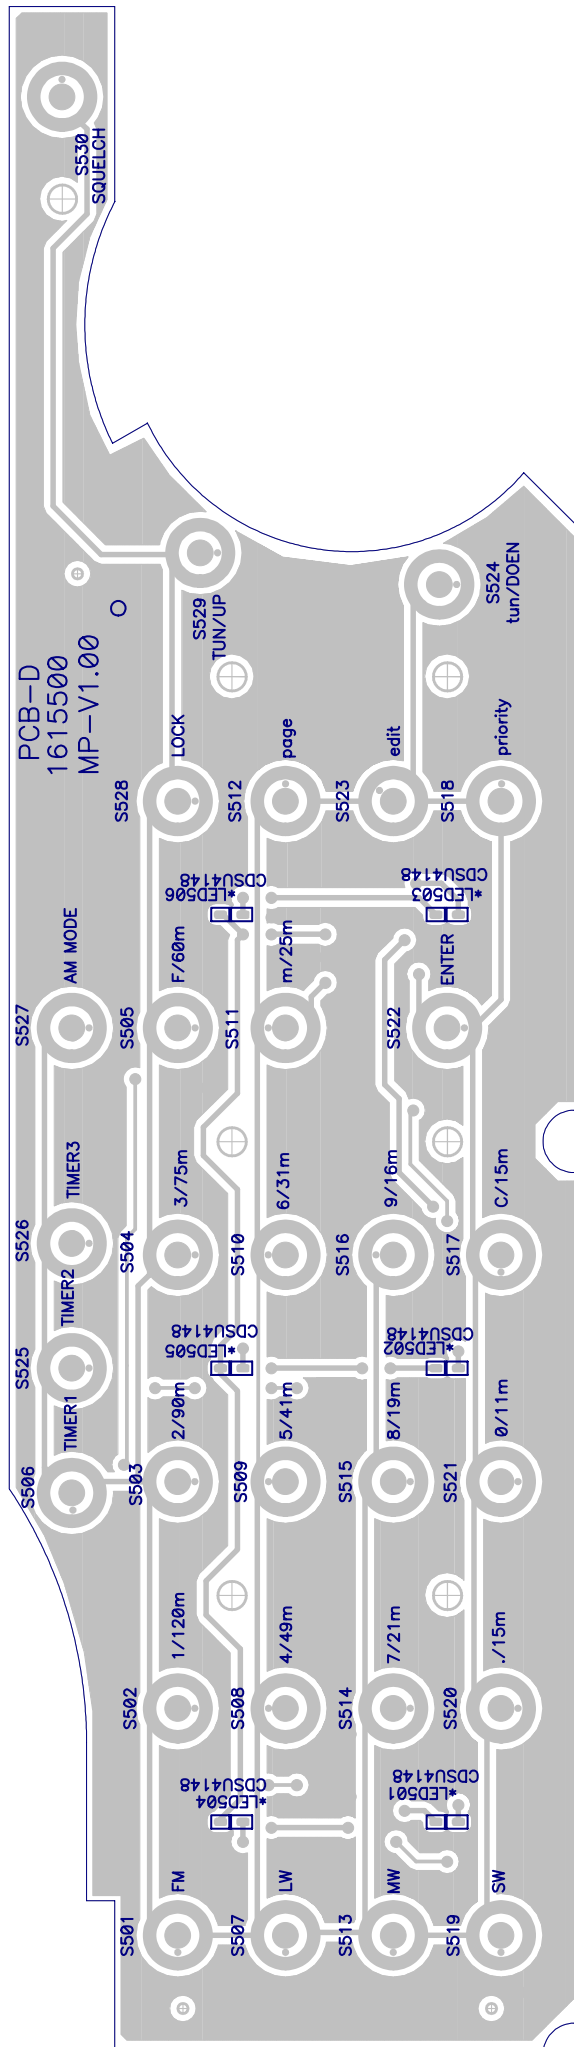 S530
SQUELCH
S529
TUN/UP
S524
tun/DOEN
PCB-D
1615500
MP-V1.00
LOCK
page
edit
priority
S528
S512
S523
S518
CDSU4148
*LED506
CDSU4148
*LED503
AM MODE
F/60m
m/25m
ENTER
S527
S505
S511
S522
TIMER3
3/75m
6/31m
9/16m
C/15m
S526
S504
S510
S516
S517
TIMER2
CDSU4148
*LED505
CDSU4148
*LED502
S525
TIMER1
2/90m
5/41m
8/19m
0/11m
S506
S503
S509
S515
S521
1/120m
4/49m
7/21m
./15m
S502
S508
S514
S520
CDSU4148
*LED504
CDSU4148
*LED501
FM
LW
MW
SW
S501
S507
S513
S519